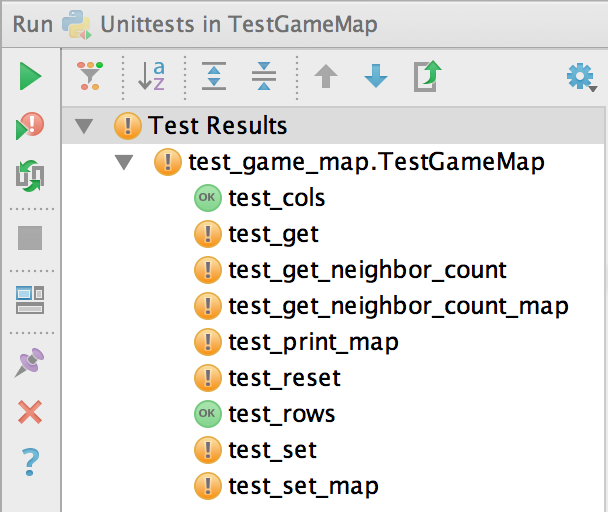 Run Unittests in TestGameMap
a
z
Test Results
test_game_map.TestGameMap
OK test_cols
test_get
test_get_neighbor_count
test_get_neighbor_count_map
test_print_map
test_reset
OK test_rows
test_set
test_set_map